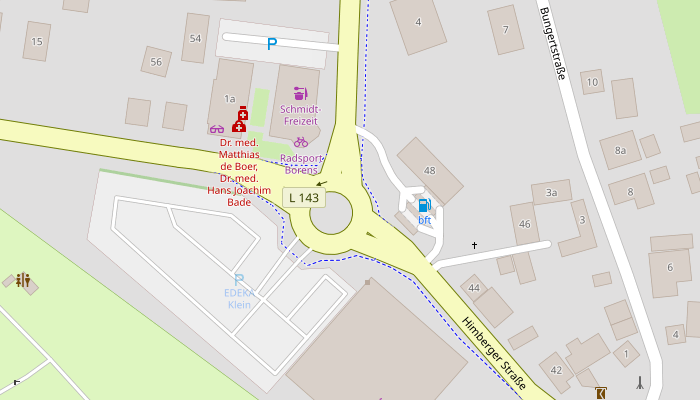 15
54
56
P
4
7
Bungertstraße
1a
Schmidt-
Freizeit
10
Dr. med.
Matthias
de Boer,
Dr. med.
Hans Joachim
Bade
Radsport
Borens
8a
48
8
3a
L 143
bft
46
3
6
P
EDEKA
Klein
44
Himberger Straße
4
1
42